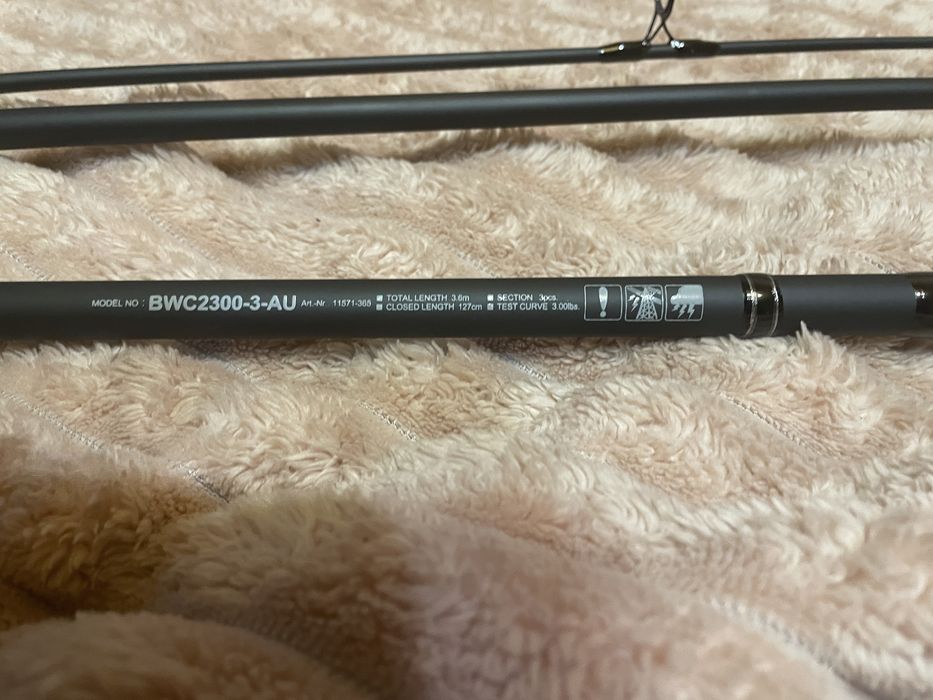 MODEL NO : BWC2300-3-AU Art.-Nr. 11571-365
TOTAL LENGTH 3.6m SECTION 3pcs.
CLOSED LENGTH 127cm TEST CURVE 3.00lbs.